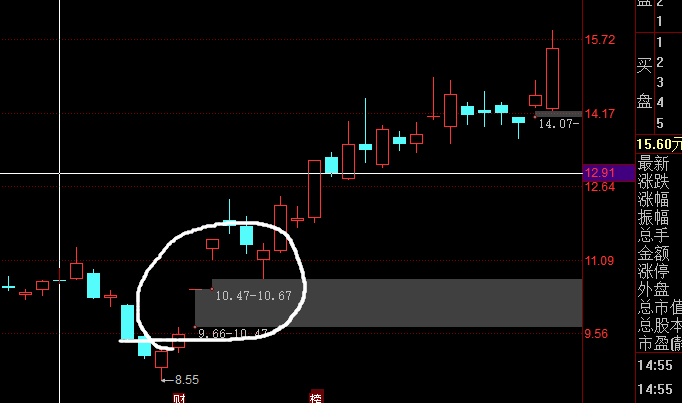 盘 2
1
15.72
1
买 2
3
盘 4
5
14.17
14.07-
15.60元
最新
12.91
涨跌
12.64
涨幅
振幅
总手
11.09
金额
涨停
10.47-10.67
外盘
总市值
9.66-10.47
总股本
9.56
市盈(静
14:55
8.55
14:55
财
榜